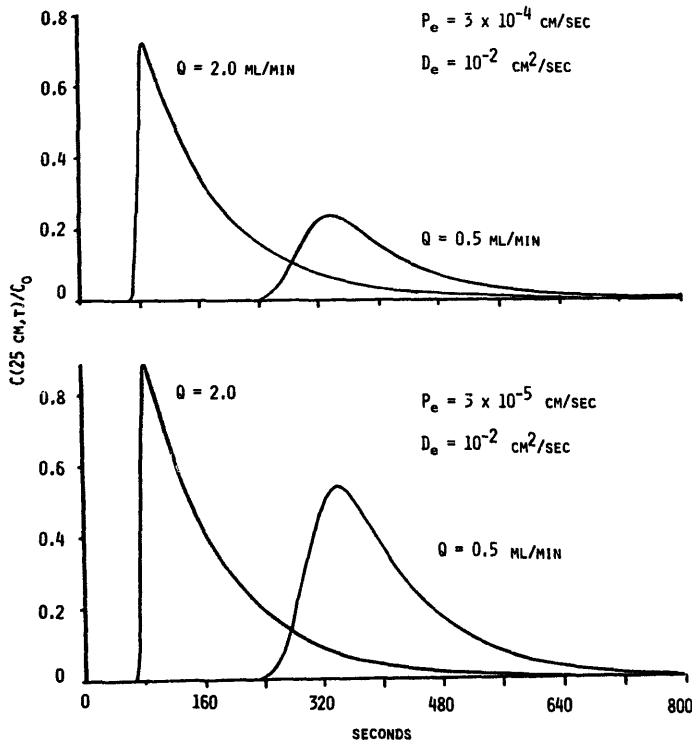 0.8
P_e = 3 x 10^-4 CM/SEC
Q = 2.0 ML/MIN
D_e = 10^-2 CM^2/SEC
0.6
0.4
0.2
Q = 0.5 ML/MIN
0
C(25 CM,T)/C_0
Q = 2.0
P_e = 3 x 10^-5 CM/SEC
0.8
D_e = 10^-2 CM^2/SEC
0.6
Q = 0.5 ML/MIN
0.4
0.2
0
0 160 320 480 640 800
SECONDS